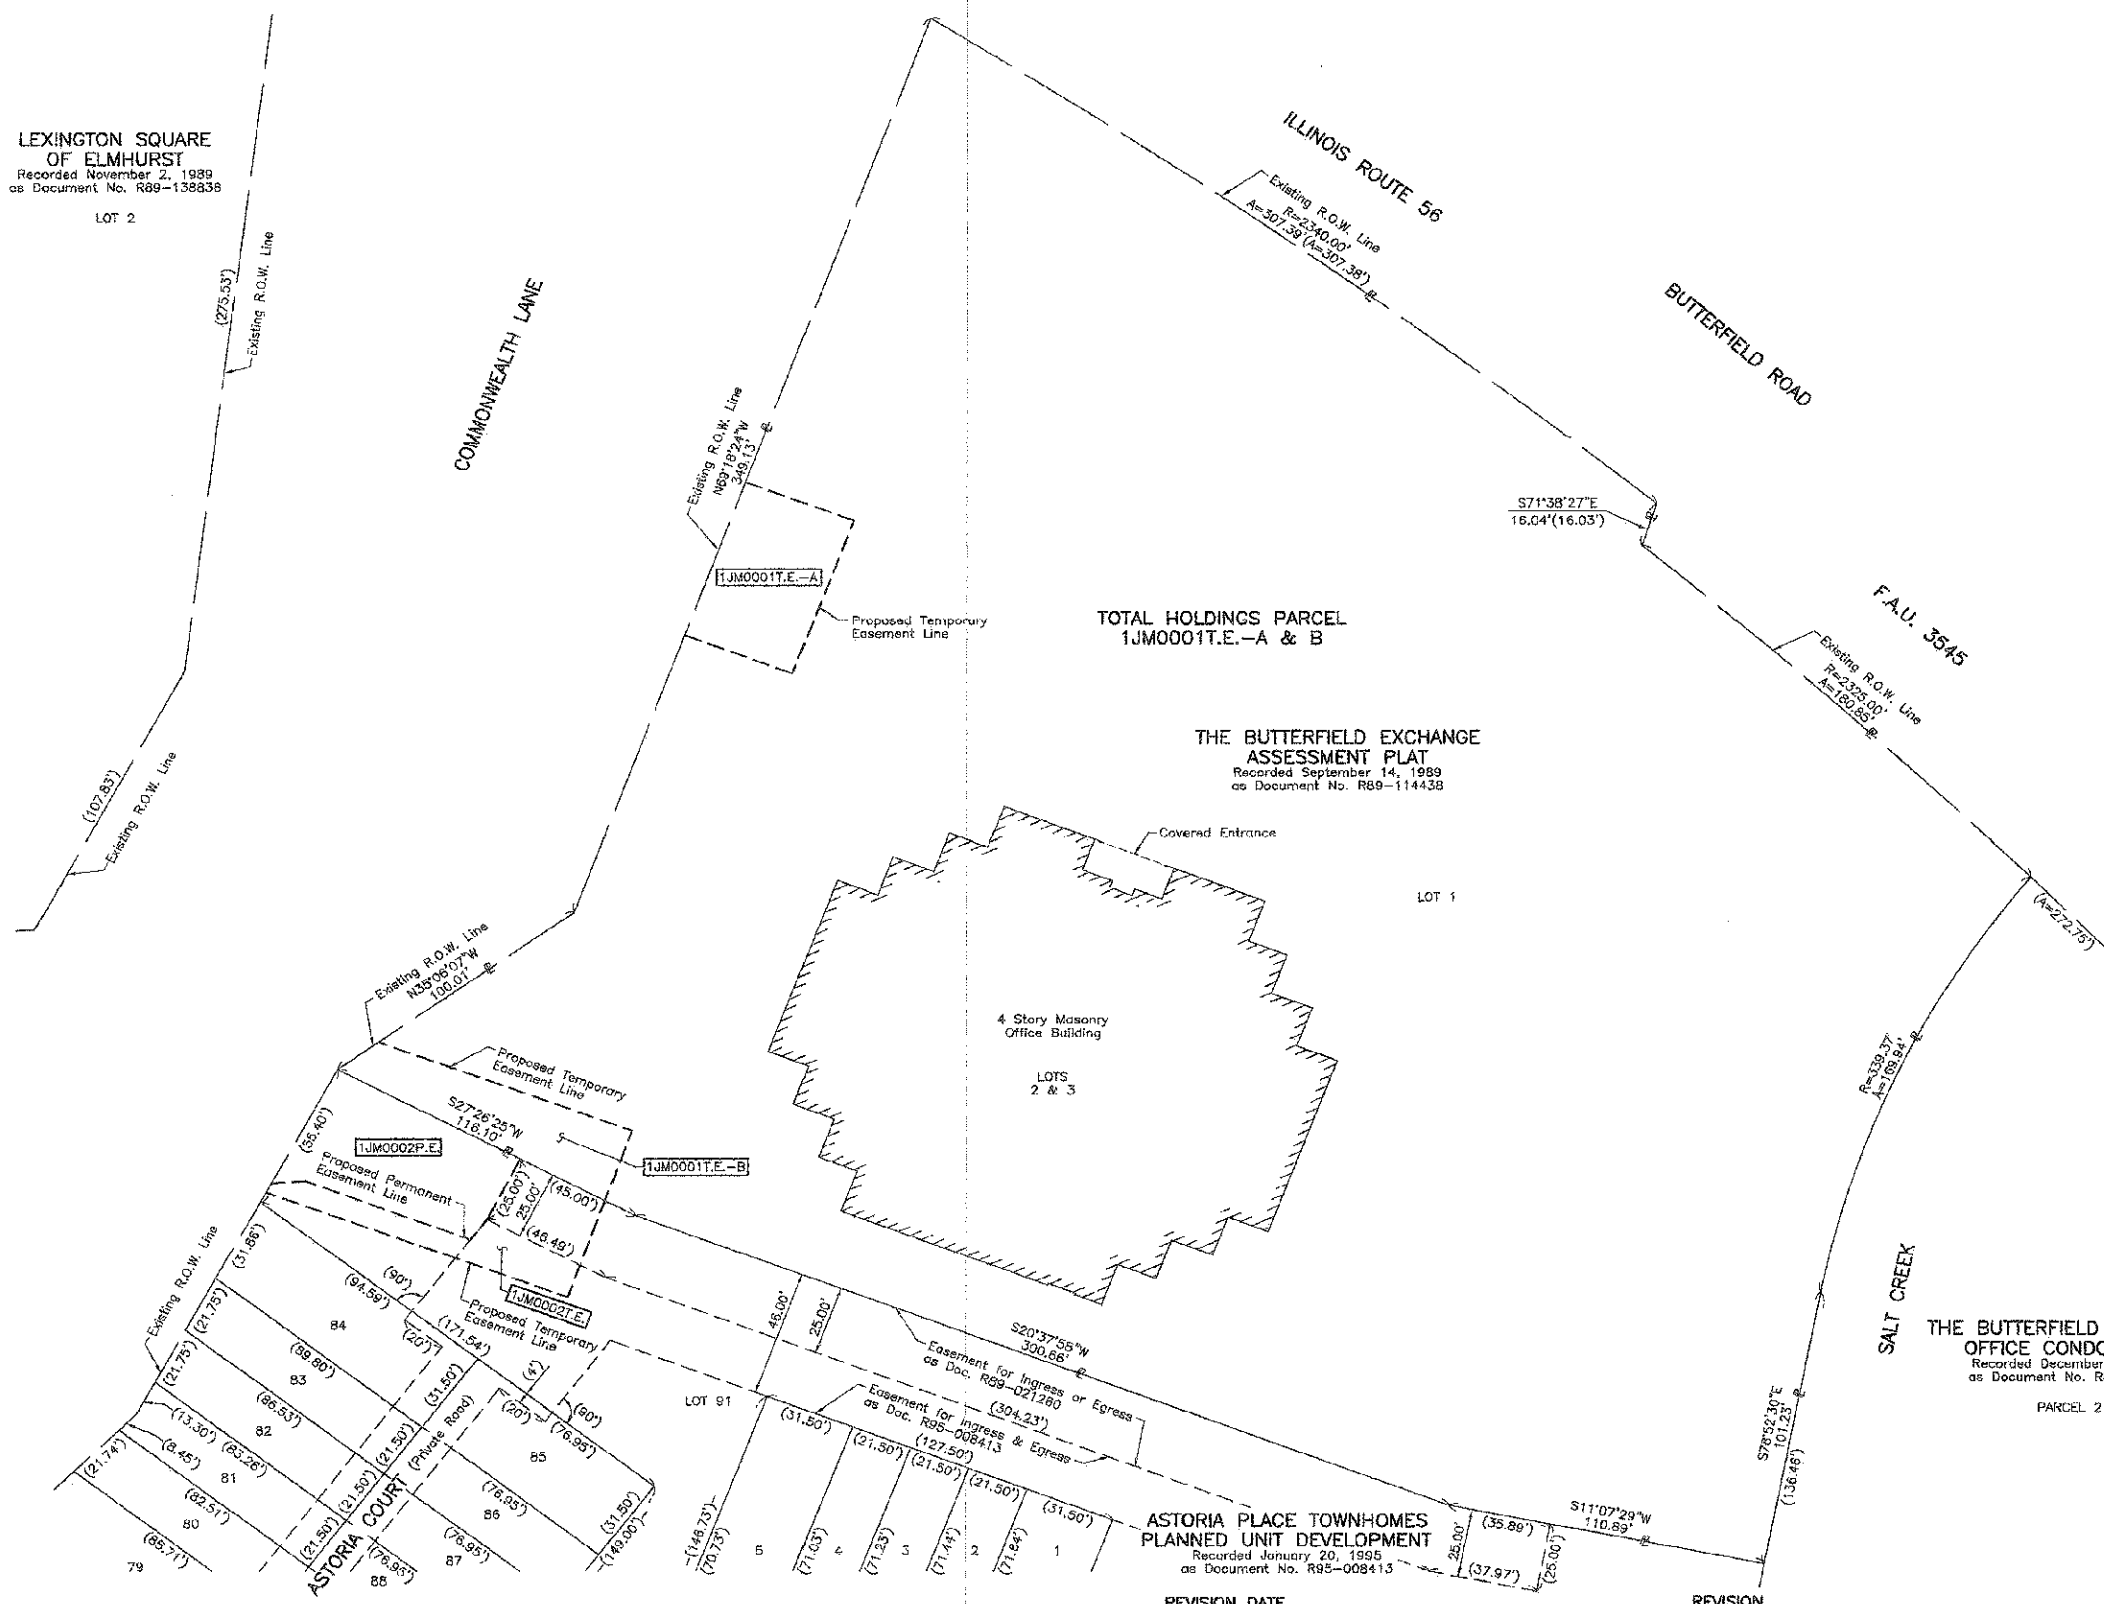 LEXINGTON SQUARE
OF ELMHURST
Recorded November 2, 1989
as Document No. R89-138838
LOT 2
(275.53')
Existing R.O.W. Line
COMMONWEALTH LANE
(107.83')
Existing R.O.W. Line
ILLINOIS ROUTE 56
Existing R.O.W. Line
R=2340.00'
A=307.39'(A=307.38')
BUTTERFIELD ROAD
Existing R.O.W. Line
N69°18'24"W
349.13'
S71°38'27"E
16.04'(16.03')
1JM0001T.E.-A
Proposed Temporary
Easement Line
TOTAL HOLDINGS PARCEL
1JM0001T.E.-A & B
F.A.U. 3545
Existing R.O.W. Line
R=2325.00'
A=180.85'
THE BUTTERFIELD EXCHANGE
ASSESSMENT PLAT
Recorded September 14, 1989
as Document No. R89-114438
Covered Entrance
LOT 1
(A=272.75')
Existing R.O.W. Line
N35°06'07"W
100.01'
4 Story Masonry
Office Building
LOTS
2 & 3
R=339.37'
A=169.94'
Proposed Temporary
Easement Line
S27°26'25"W
116.10'
(55.40')
1JM0002P.E.
1JM0001T.E.-B
Proposed Permanent
Easement Line
(25.00')
25.00'
(45.00')
(46.49')
Existing R.O.W. Line
(31.86')
(94.59')
(90°)
1JM0002T.E.
Proposed Temporary
Easement Line
(21.75')
84
(20')
(171.54')
(4')
46.00'
25.00'
S20°37'55"W
300.66'
Easement for Ingress or Egress
as Doc. R89-021280
SALT CREEK
THE BUTTERFIELD
OFFICE CONDO
Recorded December
as Document No. R
PARCEL 2
(21.75')
(89.80')
83
(31.50')
(20')
(90°)
LOT 91
Easement for Ingress & Egress
as Doc. R95-008413
(304.23')
(127.50')
(31.50')
(21.50')
(21.50')
(21.50')
(31.50')
S78°52'30"E
101.23'
(136.46')
(13.30')
(86.53')
82
(21.50')
(Private Road)
(76.95')
85
(21.74')
(8.45')
(83.26')
81
(21.50')
(76.95')
86
(31.50')
(149.00')
(82.51')
80
(21.50')
ASTORIA COURT
(76.95')
87
(85.71')
79
(76.95')
88
(146.73')
(70.73')
5
(71.03')
4
(71.23')
3
(71.44')
2
(71.64')
1
ASTORIA PLACE TOWNHOMES
PLANNED UNIT DEVELOPMENT
Recorded January 20, 1995
as Document No. R95-008413
25.00'
(35.89')
(37.97')
(25.00')
S11°07'29"W
110.89'
REVISION DATE
REVISION